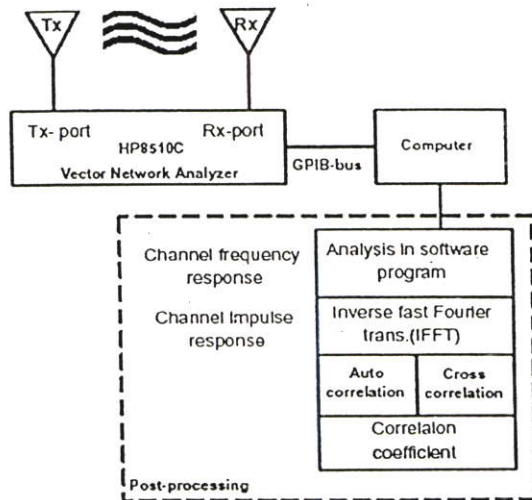 Tx
Rx
Tx- port
Rx-port
HP8510C
Vector Network Analyzer
GPIB-bus
Computer
Channel frequency
response
Analysis in software
program
Channel Impulse
response
Inverse fast Fourier
trans.(IFFT)
Auto
correlation
Cross
correlation
Correlaton
coefficient
Post-processing